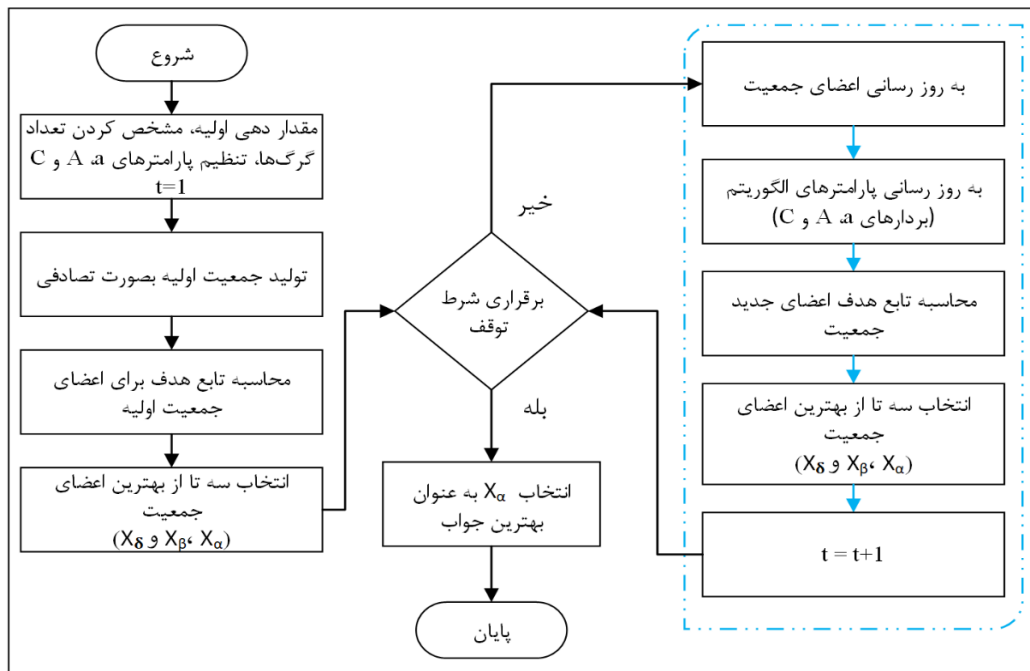 شروع
مقدار دهی اولیه، مشخص کردن تعداد
گرگ‌ها، تنظیم پارامترهای A ،a و C
t=1
تولید جمعیت اولیه بصورت تصادفی
محاسبه تابع هدف برای اعضای
جمعیت اولیه
انتخاب سه تا از بهترین اعضای
جمعیت
(Xα ،Xβ و Xδ)
برقراری شرط
توقف
خیر
بله
انتخاب Xα به عنوان
بهترین جواب
پایان
به روز رسانی اعضای جمعیت
به روز رسانی پارامترهای الگوریتم
(بردارهای A ،a و C)
محاسبه تابع هدف اعضای جدید
جمعیت
انتخاب سه تا از بهترین اعضای
جمعیت
(Xα ،Xβ و Xδ)
t = t+1